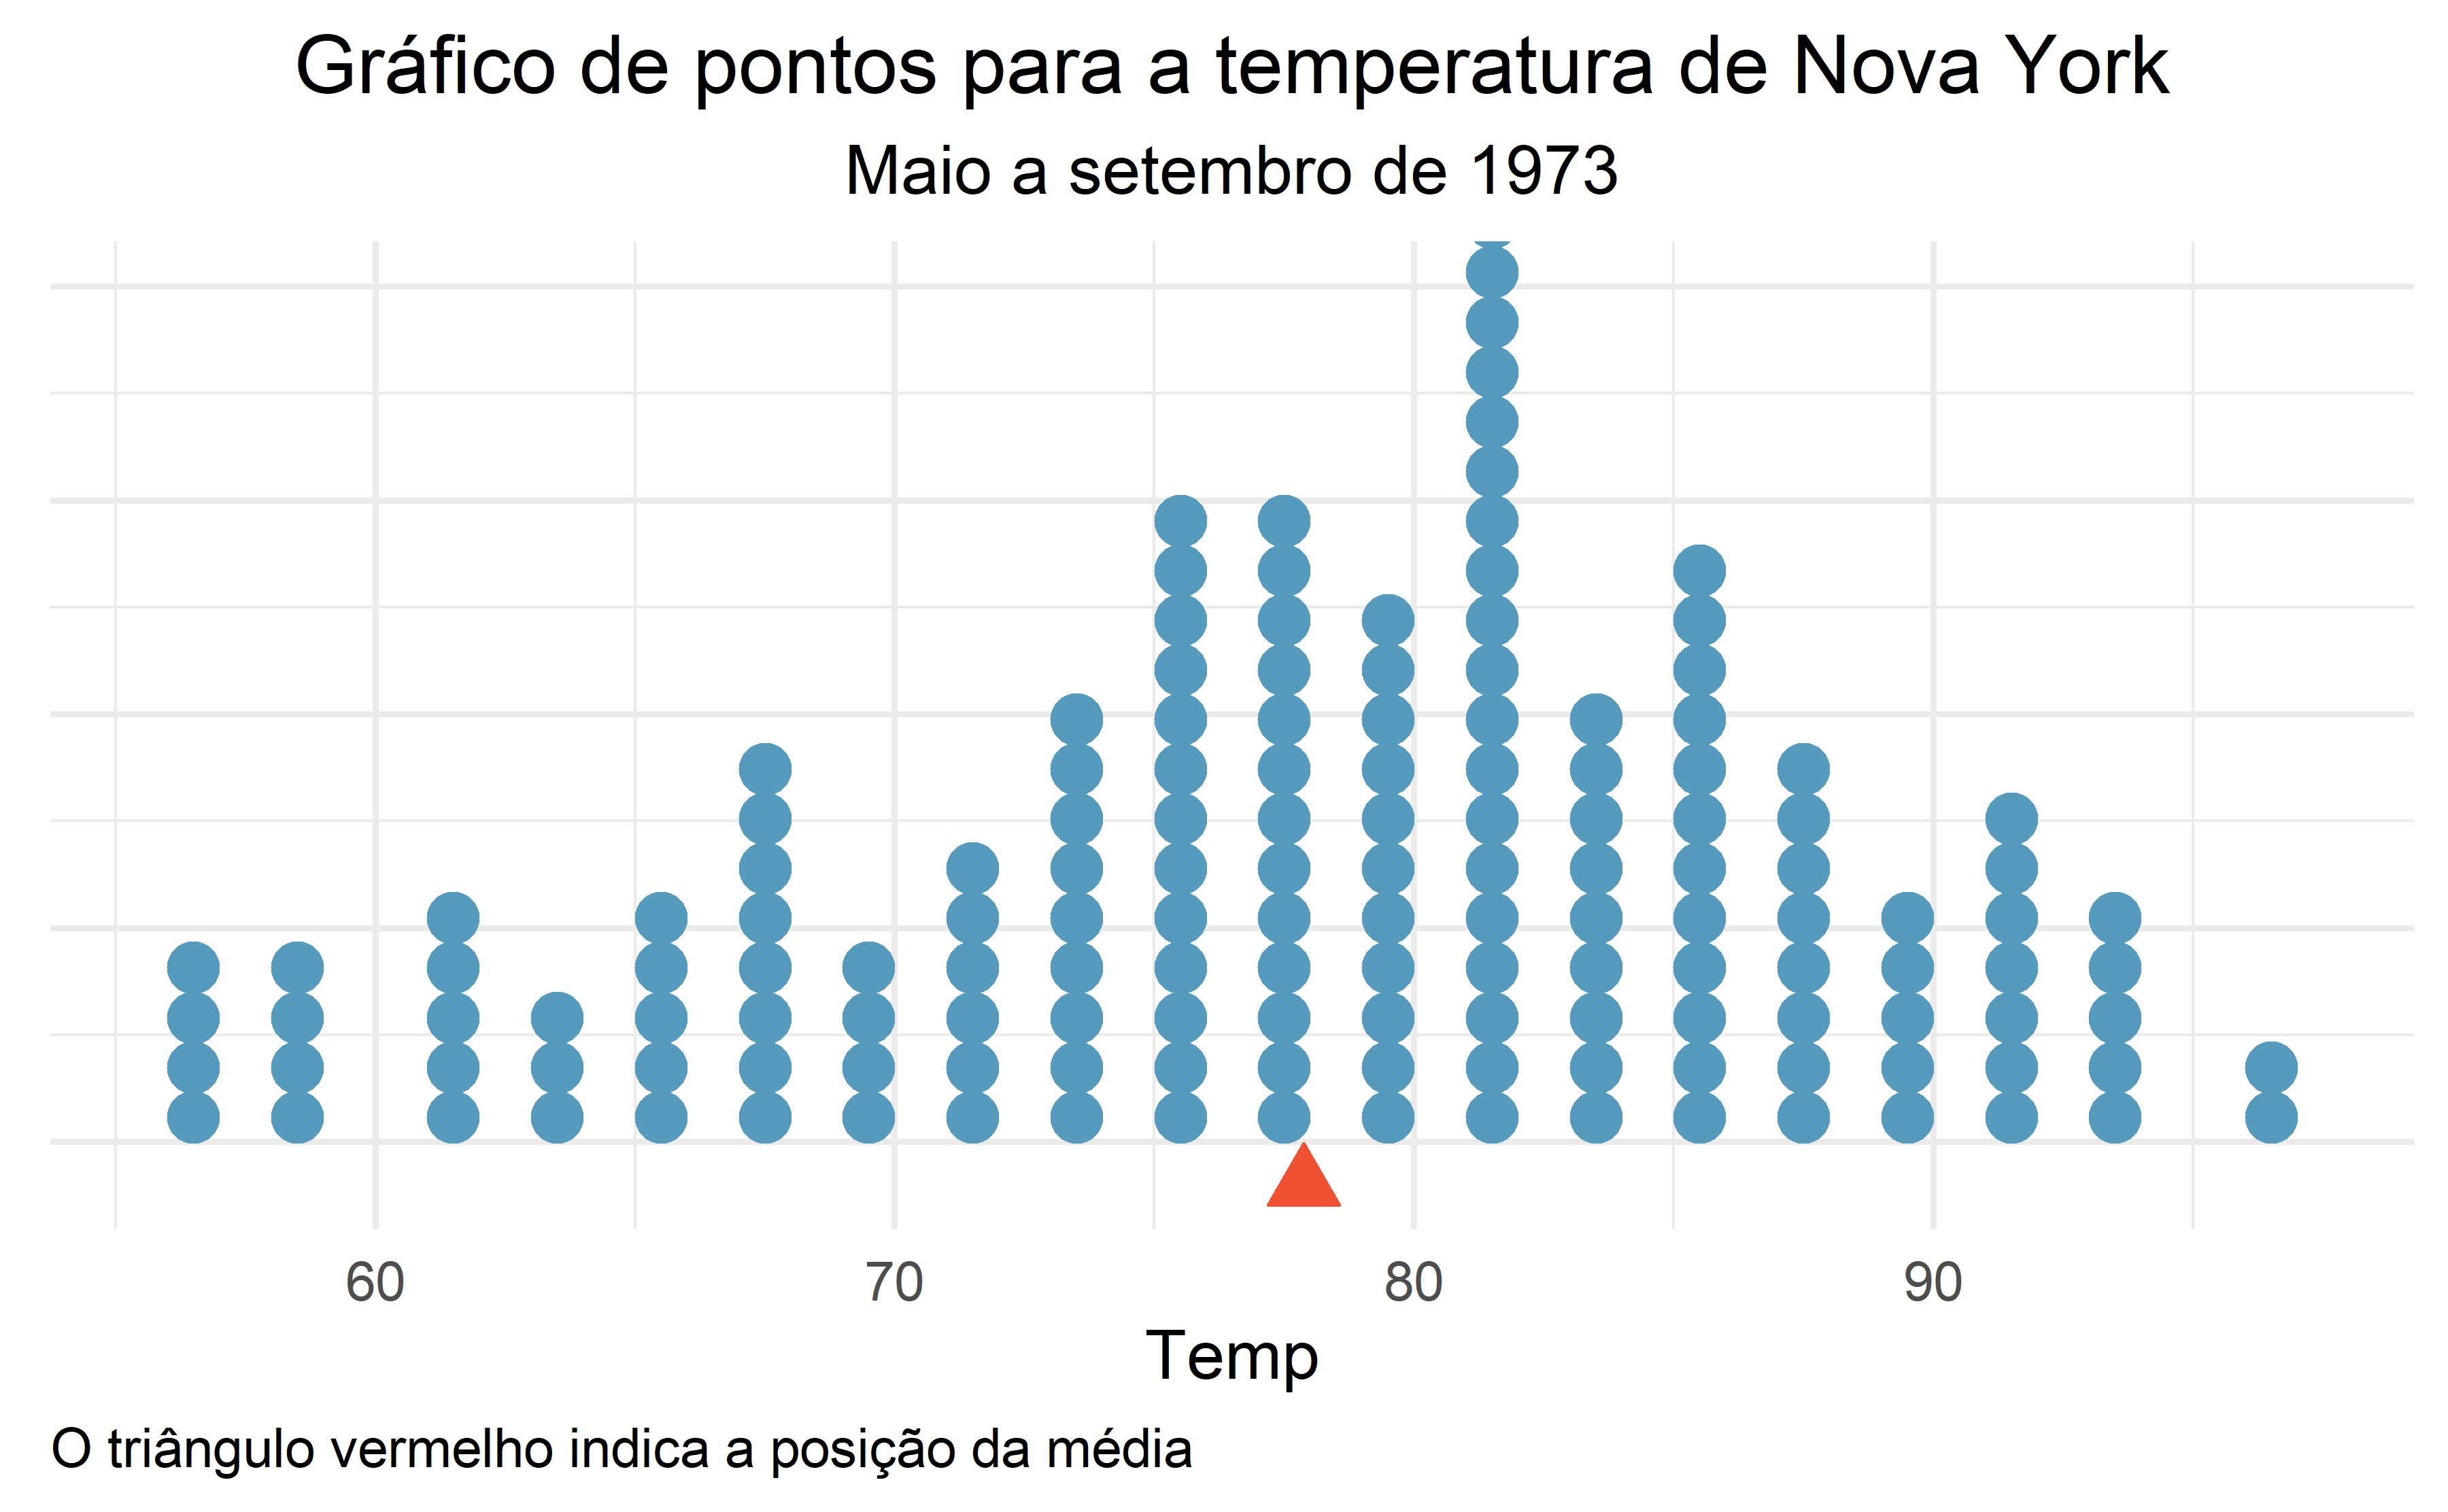 Gráfico de pontos para a temperatura de Nova York
Maio a setembro de 1973
60 70 80 90
Temp
O triângulo vermelho indica a posição da média